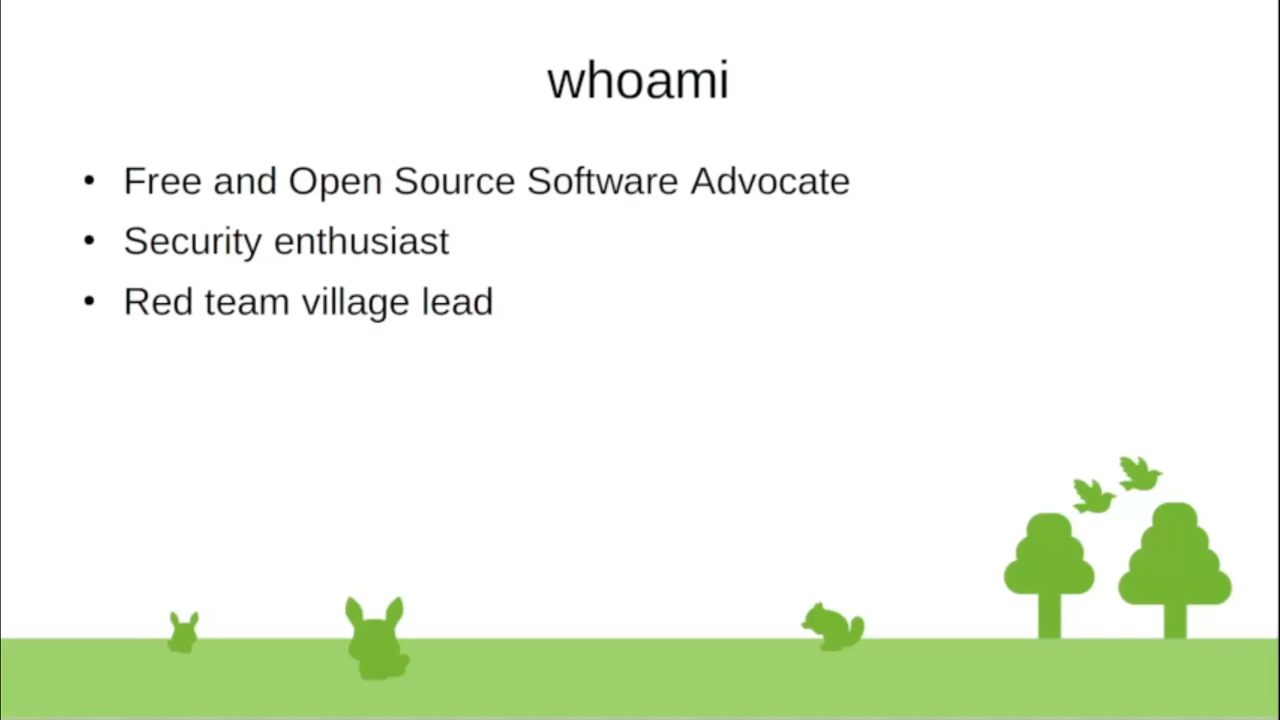 whoami
• Free and Open Source Software Advocate
• Security enthusiast
• Red team village lead